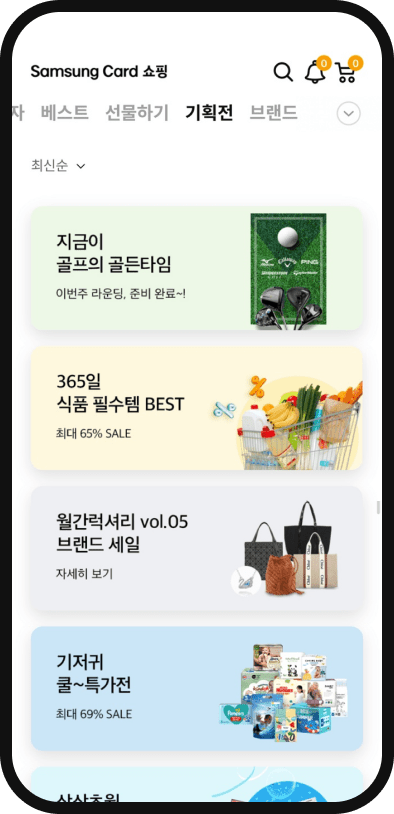 Samsung Card 쇼핑
0
0
자 베스트 선물하기 기획전 브랜드
최신순
지금이
골프의 골든타임
이번주 라운딩, 준비 완료~!
Callaway
PING
365일
식품 필수템 BEST
최대 65% SALE
월간럭셔리 vol.05
브랜드 세일
자세히 보기
기저귀
쿨~특가전
최대 69% SALE
Pampers